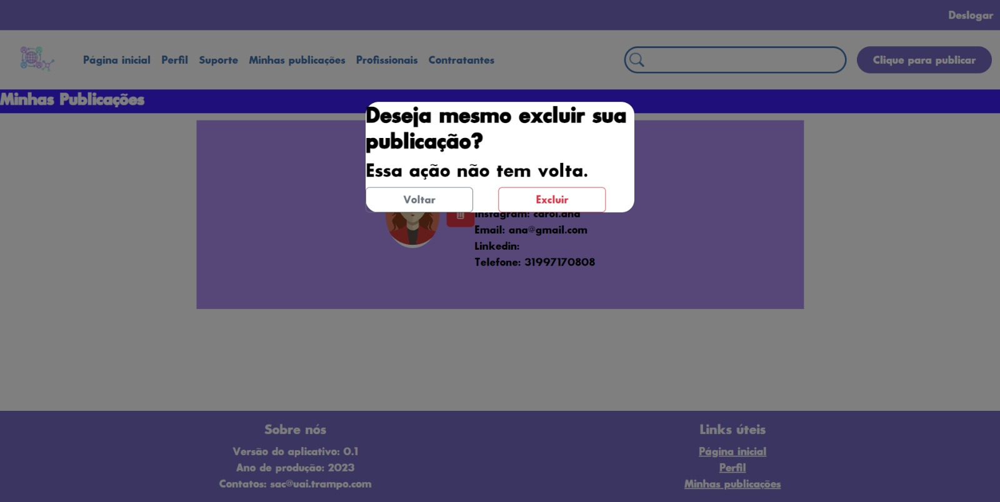 Deslogar
Página inicial Perfil Suporte Minhas publicações Profissionais Contratantes
Clique para publicar
Minhas Publicações
Deseja mesmo excluir sua
publicação?
Essa ação não tem volta.
Voltar Excluir
Instagram: carol.ana
Email: ana@gmail.com
Linkedin:
Telefone: 31997170808
Sobre nós
Versão do aplicativo: 0.1
Ano de produção: 2023
Contatos: sac@uai.trampo.com
Links úteis
Página inicial
Perfil
Minhas publicações